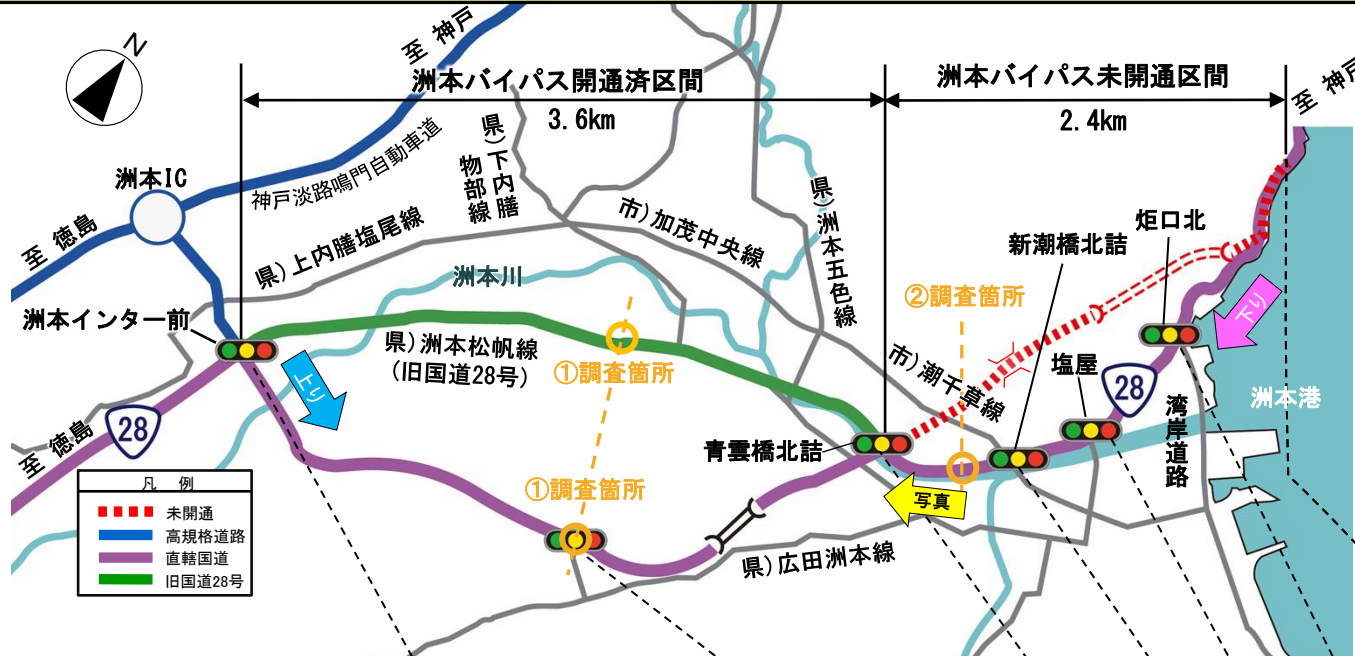 N
至 神戸
洲本バイパス開通済区間
3.6km
洲本バイパス未開通区間
2.4km
至 神戸
洲本IC
神戸淡路鳴門自動車道
県)下内膳
物部線
至 徳島
県)上内膳塩尾線
市)加茂中央線
県)洲本五色線
炬口北
新潮橋北詰
洲本川
②調査箇所
下り
洲本インター前
県)洲本松帆線
(旧国道28号)
①調査箇所
市)潮千草線
塩屋
28
湾岸道路
洲本港
上り
28
至 徳島
青雲橋北詰
①調査箇所
写真
県)広田洲本線
凡 例
未開通
高規格道路
直轄国道
旧国道28号